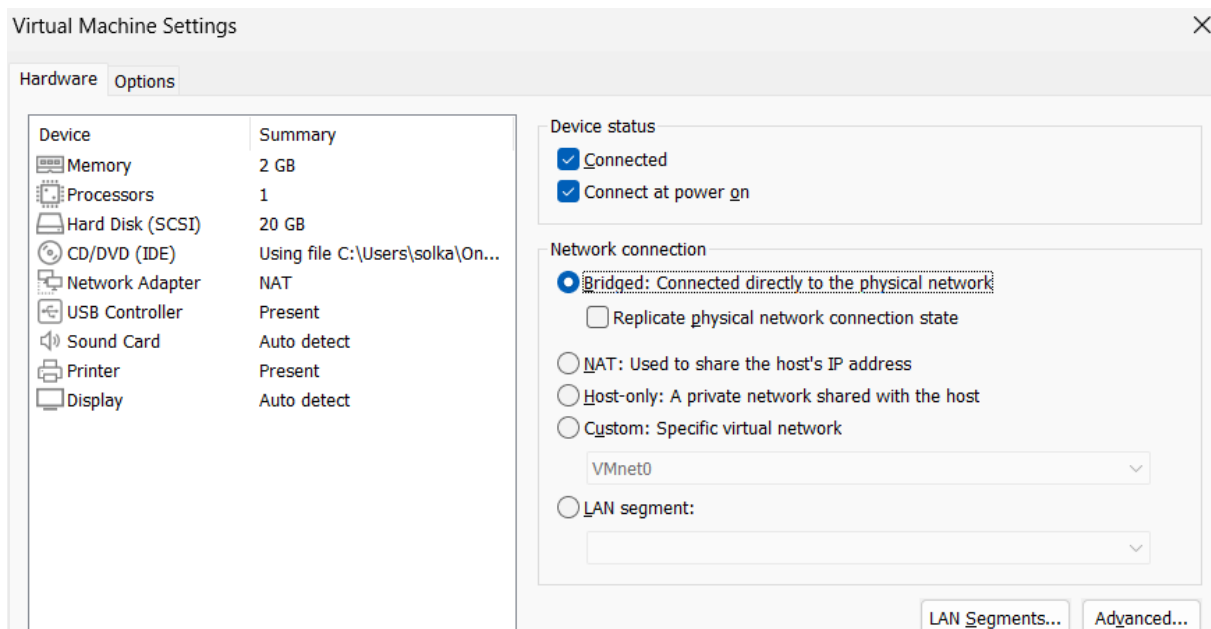 Virtual Machine Settings
Hardware Options
Device Summary
Memory 2 GB
Processors 1
Hard Disk (SCSI) 20 GB
CD/DVD (IDE) Using file C:\Users\solka\On...
Network Adapter NAT
USB Controller Present
Sound Card Auto detect
Printer Present
Display Auto detect
Device status
Connected
Connect at power on
Network connection
Bridged: Connected directly to the physical network
Replicate physical network connection state
NAT: Used to share the host's IP address
Host-only: A private network shared with the host
Custom: Specific virtual network
VMnet0
LAN segment:
LAN Segments... Advanced...